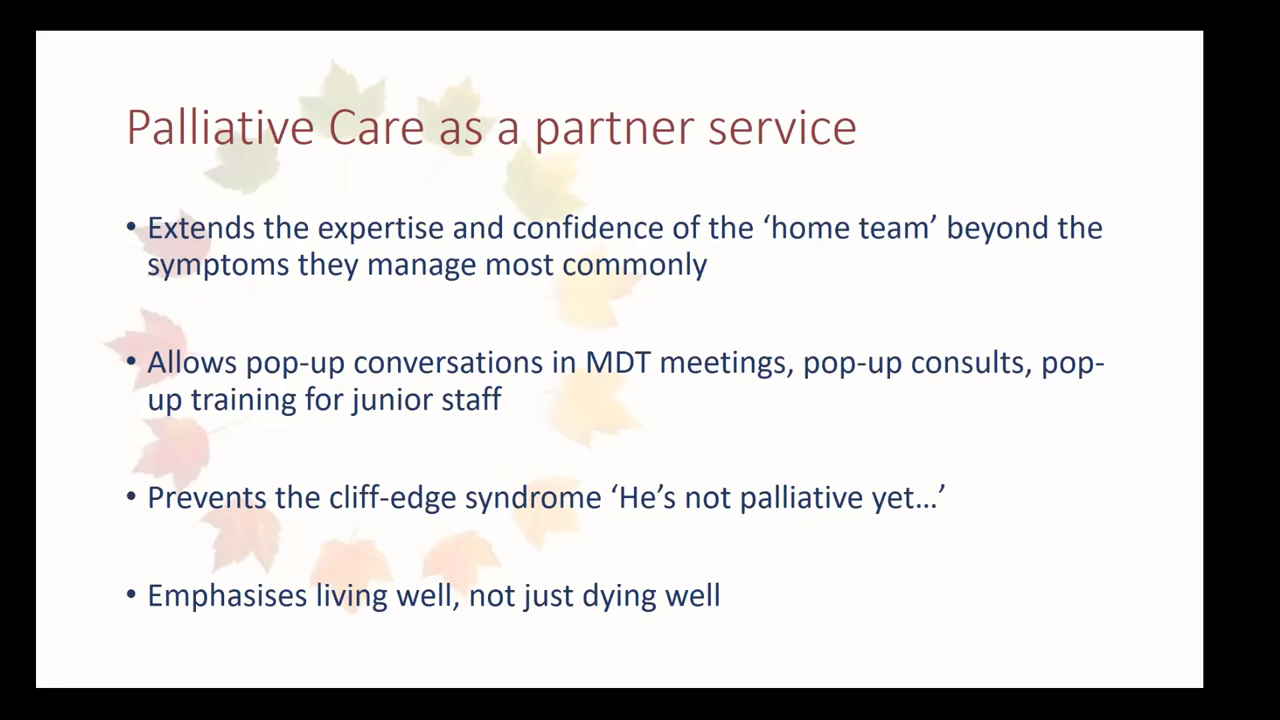 Palliative Care as a partner service
• Extends the expertise and confidence of the ‘home team’ beyond the
symptoms they manage most commonly
• Allows pop-up conversations in MDT meetings, pop-up consults, pop-
up training for junior staff
• Prevents the cliff-edge syndrome ‘He’s not palliative yet…’
• Emphasises living well, not just dying well